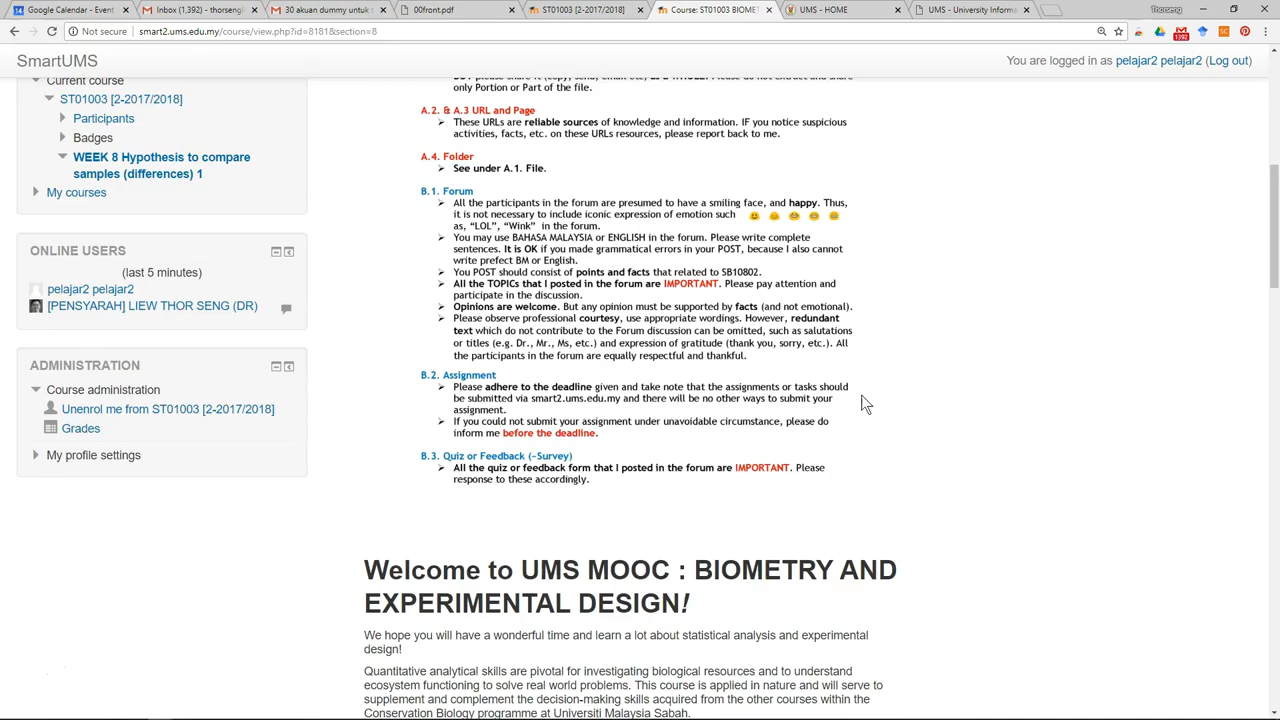 Google Calendar - Event
Inbox (1,392) - thorsengli
30 akuan dummy untuk s
00front.pdf
ST01003 [2-2017/2018]
Course: ST01003 BIOMET
UMS - HOME
UMS - University Informa
Thorseng
Not secure smart2.ums.edu.my/course/view.php?id=8181&section=8
1392
SmartUMS
You are logged in as pelajar2 pelajar2 (Log out)
Current course
ST01003 [2-2017/2018]
Participants
Badges
WEEK 8 Hypothesis to compare
samples (differences) 1
My courses
ONLINE USERS
(last 5 minutes)
pelajar2 pelajar2
[PENSYARAH] LIEW THOR SENG (DR)
ADMINISTRATION
Course administration
Unenrol me from ST01003 [2-2017/2018]
Grades
My profile settings
only Portion or Part of the file.
A.2. & A.3 URL and Page
These URLs are reliable sources of knowledge and information. IF you notice suspicious
activities, facts, etc. on these URLs resources, please report back to me.
A.4. Folder
See under A.1. File.
B.1. Forum
All the participants in the forum are presumed to have a smiling face, and happy. Thus,
it is not necessary to include iconic expression of emotion such
as, "LOL", "Wink" in the forum.
You may use BAHASA MALAYSIA or ENGLISH in the forum. Please write complete
sentences. It is OK if you made grammatical errors in your POST, because I also cannot
write prefect BM or English.
You POST should consist of points and facts that related to SB10802.
All the TOPICs that I posted in the forum are IMPORTANT. Please pay attention and
participate in the discussion.
Opinions are welcome. But any opinion must be supported by facts (and not emotional).
Please observe professional courtesy, use appropriate wordings. However, redundant
text which do not contribute to the Forum discussion can be omitted, such as salutations
or titles (e.g. Dr., Mr., Ms, etc.) and expression of gratitude (thank you, sorry, etc.). All
the participants in the forum are equally respectful and thankful.
B.2. Assignment
Please adhere to the deadline given and take note that the assignments or tasks should
be submitted via smart2.ums.edu.my and there will be no other ways to submit your
assignment.
If you could not submit your assignment under unavoidable circumstance, please do
inform me before the deadline.
B.3. Quiz or Feedback (~Survey)
All the quiz or feedback form that I posted in the forum are IMPORTANT. Please
response to these accordingly.
Welcome to UMS MOOC : BIOMETRY AND
EXPERIMENTAL DESIGN!
We hope you will have a wonderful time and learn a lot about statistical analysis and experimental
design!
Quantitative analytical skills are pivotal for investigating biological resources and to understand
ecosystem functioning to solve real world problems. This course is applied in nature and will serve to
supplement and complement the decision-making skills acquired from the other courses within the
Conservation Biology programme at Universiti Malaysia Sabah.